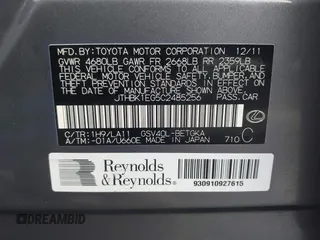 MFD.BY: TOYOTA MOTOR CORPORATION 12/11
GVWR 4680LB GAWR FR 2668LB RR 2359LB
THIS VEHICLE CONFORMS TO ALL APPLICABLE
FEDERAL MOTOR VEHICLE SAFETY, BUMPER,
AND THEFT PREVENTION STANDARDS
IN EFFECT ON THE DATE OF
MANUFACTURE SHOWN ABOVE.
JTHBK1EG5C2485256 PASS. CAR
C/TR:1H9/LA11 GSV40L-BETGKA
A/TM:-01A/U660E MADE IN JAPAN 710 C
Reynolds
& Reynolds®
930910927615
DREAMBID